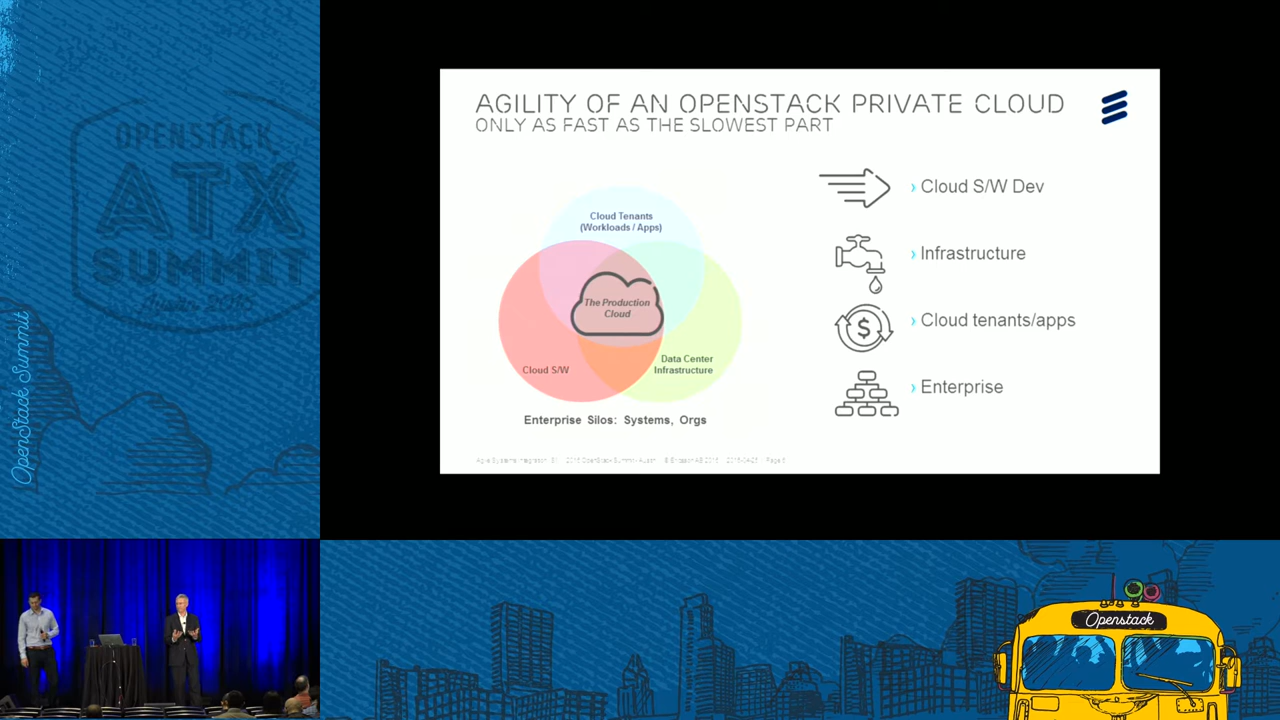 OPENSTACK
ATX
SUMMIT
Austin, Texas
OpenStack Summit
AGILITY OF AN OPENSTACK PRIVATE CLOUD
ONLY AS FAST AS THE SLOWEST PART
Cloud Tenants
(Workloads / Apps)
The Production
Cloud
Cloud S/W
Data Center
Infrastructure
Enterprise Silos: Systems, Orgs
› Cloud S/W Dev
› Infrastructure
$
› Cloud tenants/apps
› Enterprise
Openstack